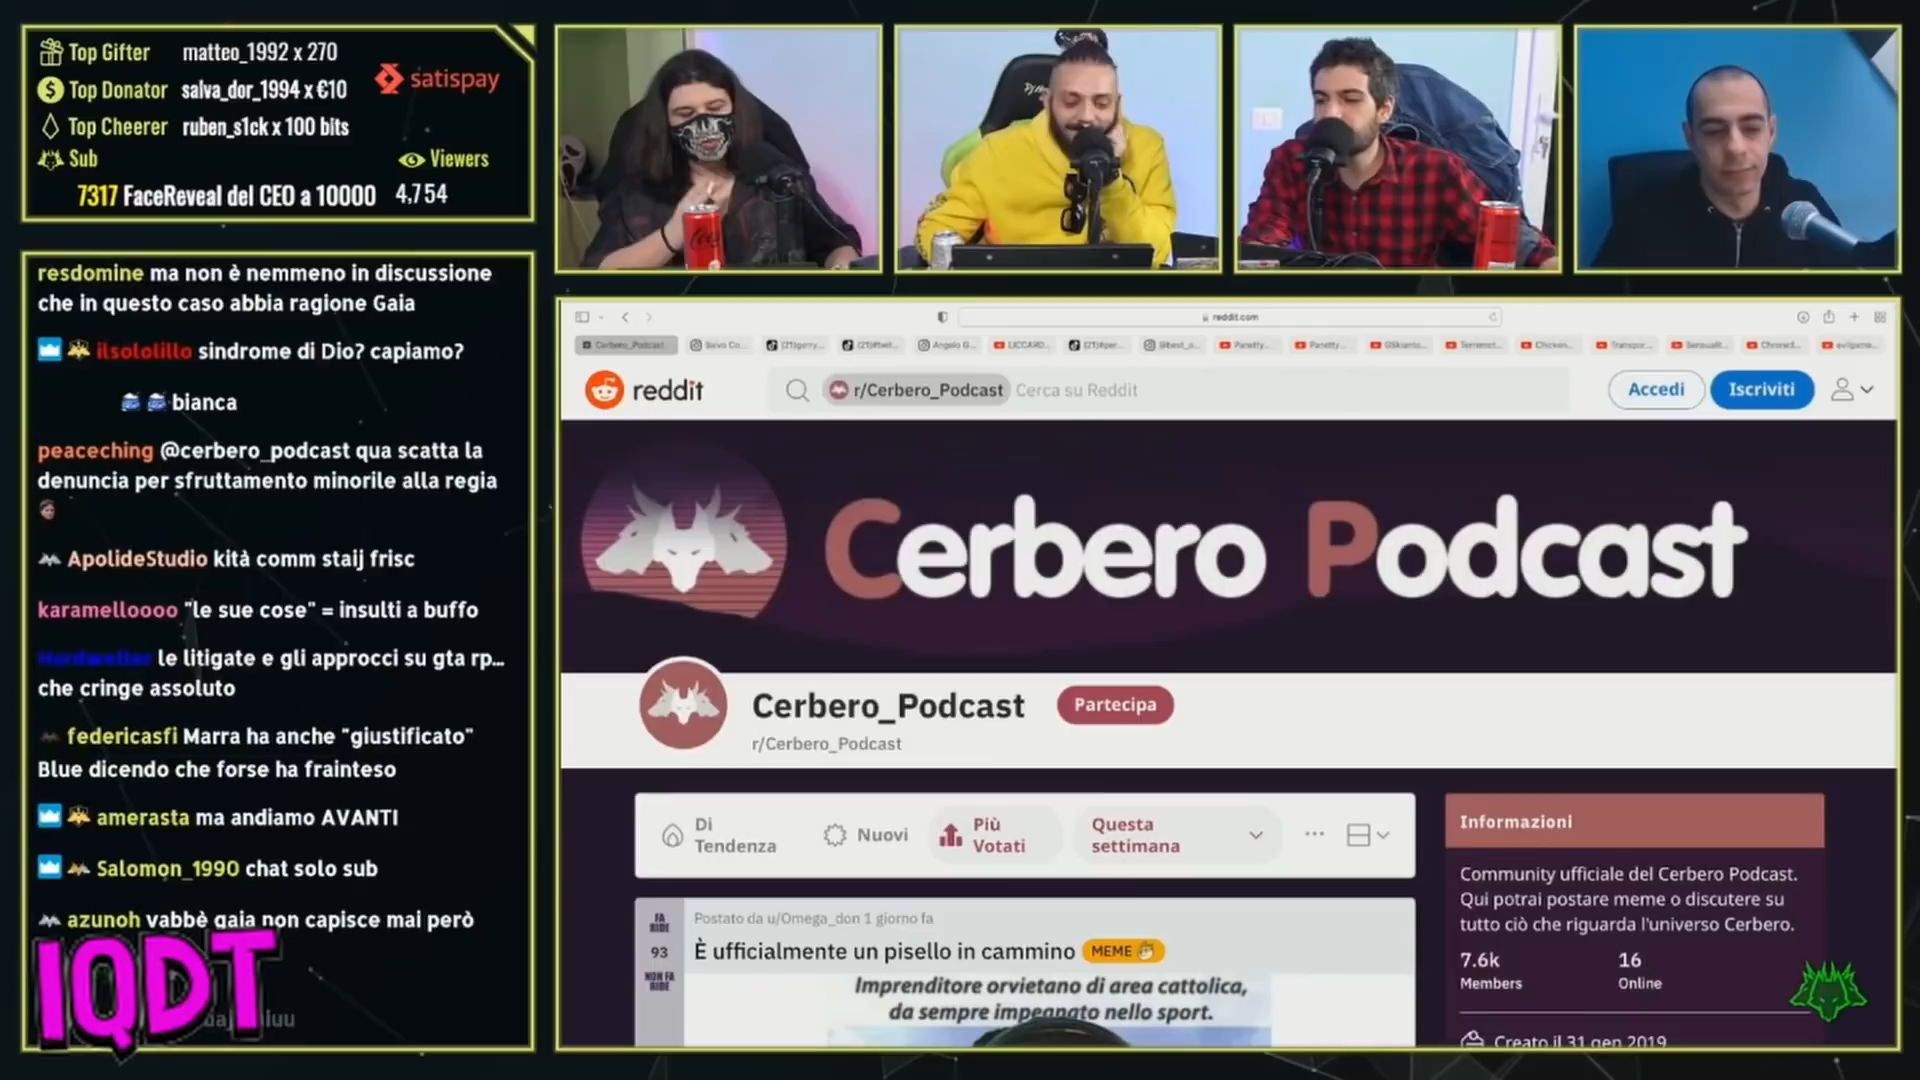 Top Gifter matteo_1992 x 270
Top Donator salva_dor_1994 x €10
satispay
Top Cheerer ruben_s1ck x 100 bits
Sub Viewers
7317 FaceReveal del CEO a 10000 4,754
resdomine ma non è nemmeno in discussione
che in questo caso abbia ragione Gaia
ilsololillo sindrome di Dio? capiamo?
bianca
peaceching @cerbero_podcast qua scatta la
denuncia per sfruttamento minorile alla regia
ApolideStudio kità comm staij frisc
karamelloooo "le sue cose" = insulti a buffo
le litigate e gli approcci su gta rp...
che cringe assoluto
federicasfi Marra ha anche "giustificato"
Blue dicendo che forse ha frainteso
amerasta ma andiamo AVANTI
Salomon_1990 chat solo sub
azunoh vabbè gaia non capisce mai però
IQDT
reddit.com
Cerbero_Podcast
reddit
r/Cerbero_Podcast Cerca su Reddit
Accedi
Iscriviti
Cerbero Podcast
Cerbero_Podcast
Partecipa
r/Cerbero_Podcast
Di
Tendenza
Nuovi
Più
Votati
Questa
settimana
...
FA
RIDE
93
NON FA
RIDE
Postato da u/Omega_don 1 giorno fa
È ufficialmente un pisello in cammino MEME
Imprenditore orvietano di area cattolica,
da sempre impegnato nello sport.
Informazioni
Community ufficiale del Cerbero Podcast.
Qui potrai postare meme o discutere su
tutto ciò che riguarda l'universo Cerbero.
7.6k 16
Members Online
Creato il 31 gen 2019